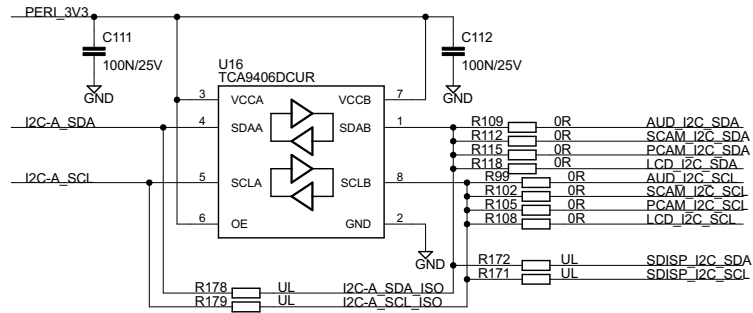 PERI_3V3
C111
100N/25V
GND
C112
100N/25V
GND
U16
TCA9406DCUR
3 VCCA VCCB 7
I2C-A_SDA 4 SDAA SDAB 1
I2C-A_SCL 5 SCLA SCLB 8
6 OE GND 2
GND
R109 0R AUD_I2C_SDA
R112 0R SCAM_I2C_SDA
R115 0R PCAM_I2C_SDA
R118 0R LCD_I2C_SDA
R99 0R AUD_I2C_SCL
R102 0R SCAM_I2C_SCL
R105 0R PCAM_I2C_SCL
R108 0R LCD_I2C_SCL
R172 UL SDISP_I2C_SDA
R171 UL SDISP_I2C_SCL
R178 UL I2C-A_SDA_ISO
R179 UL I2C-A_SCL_ISO